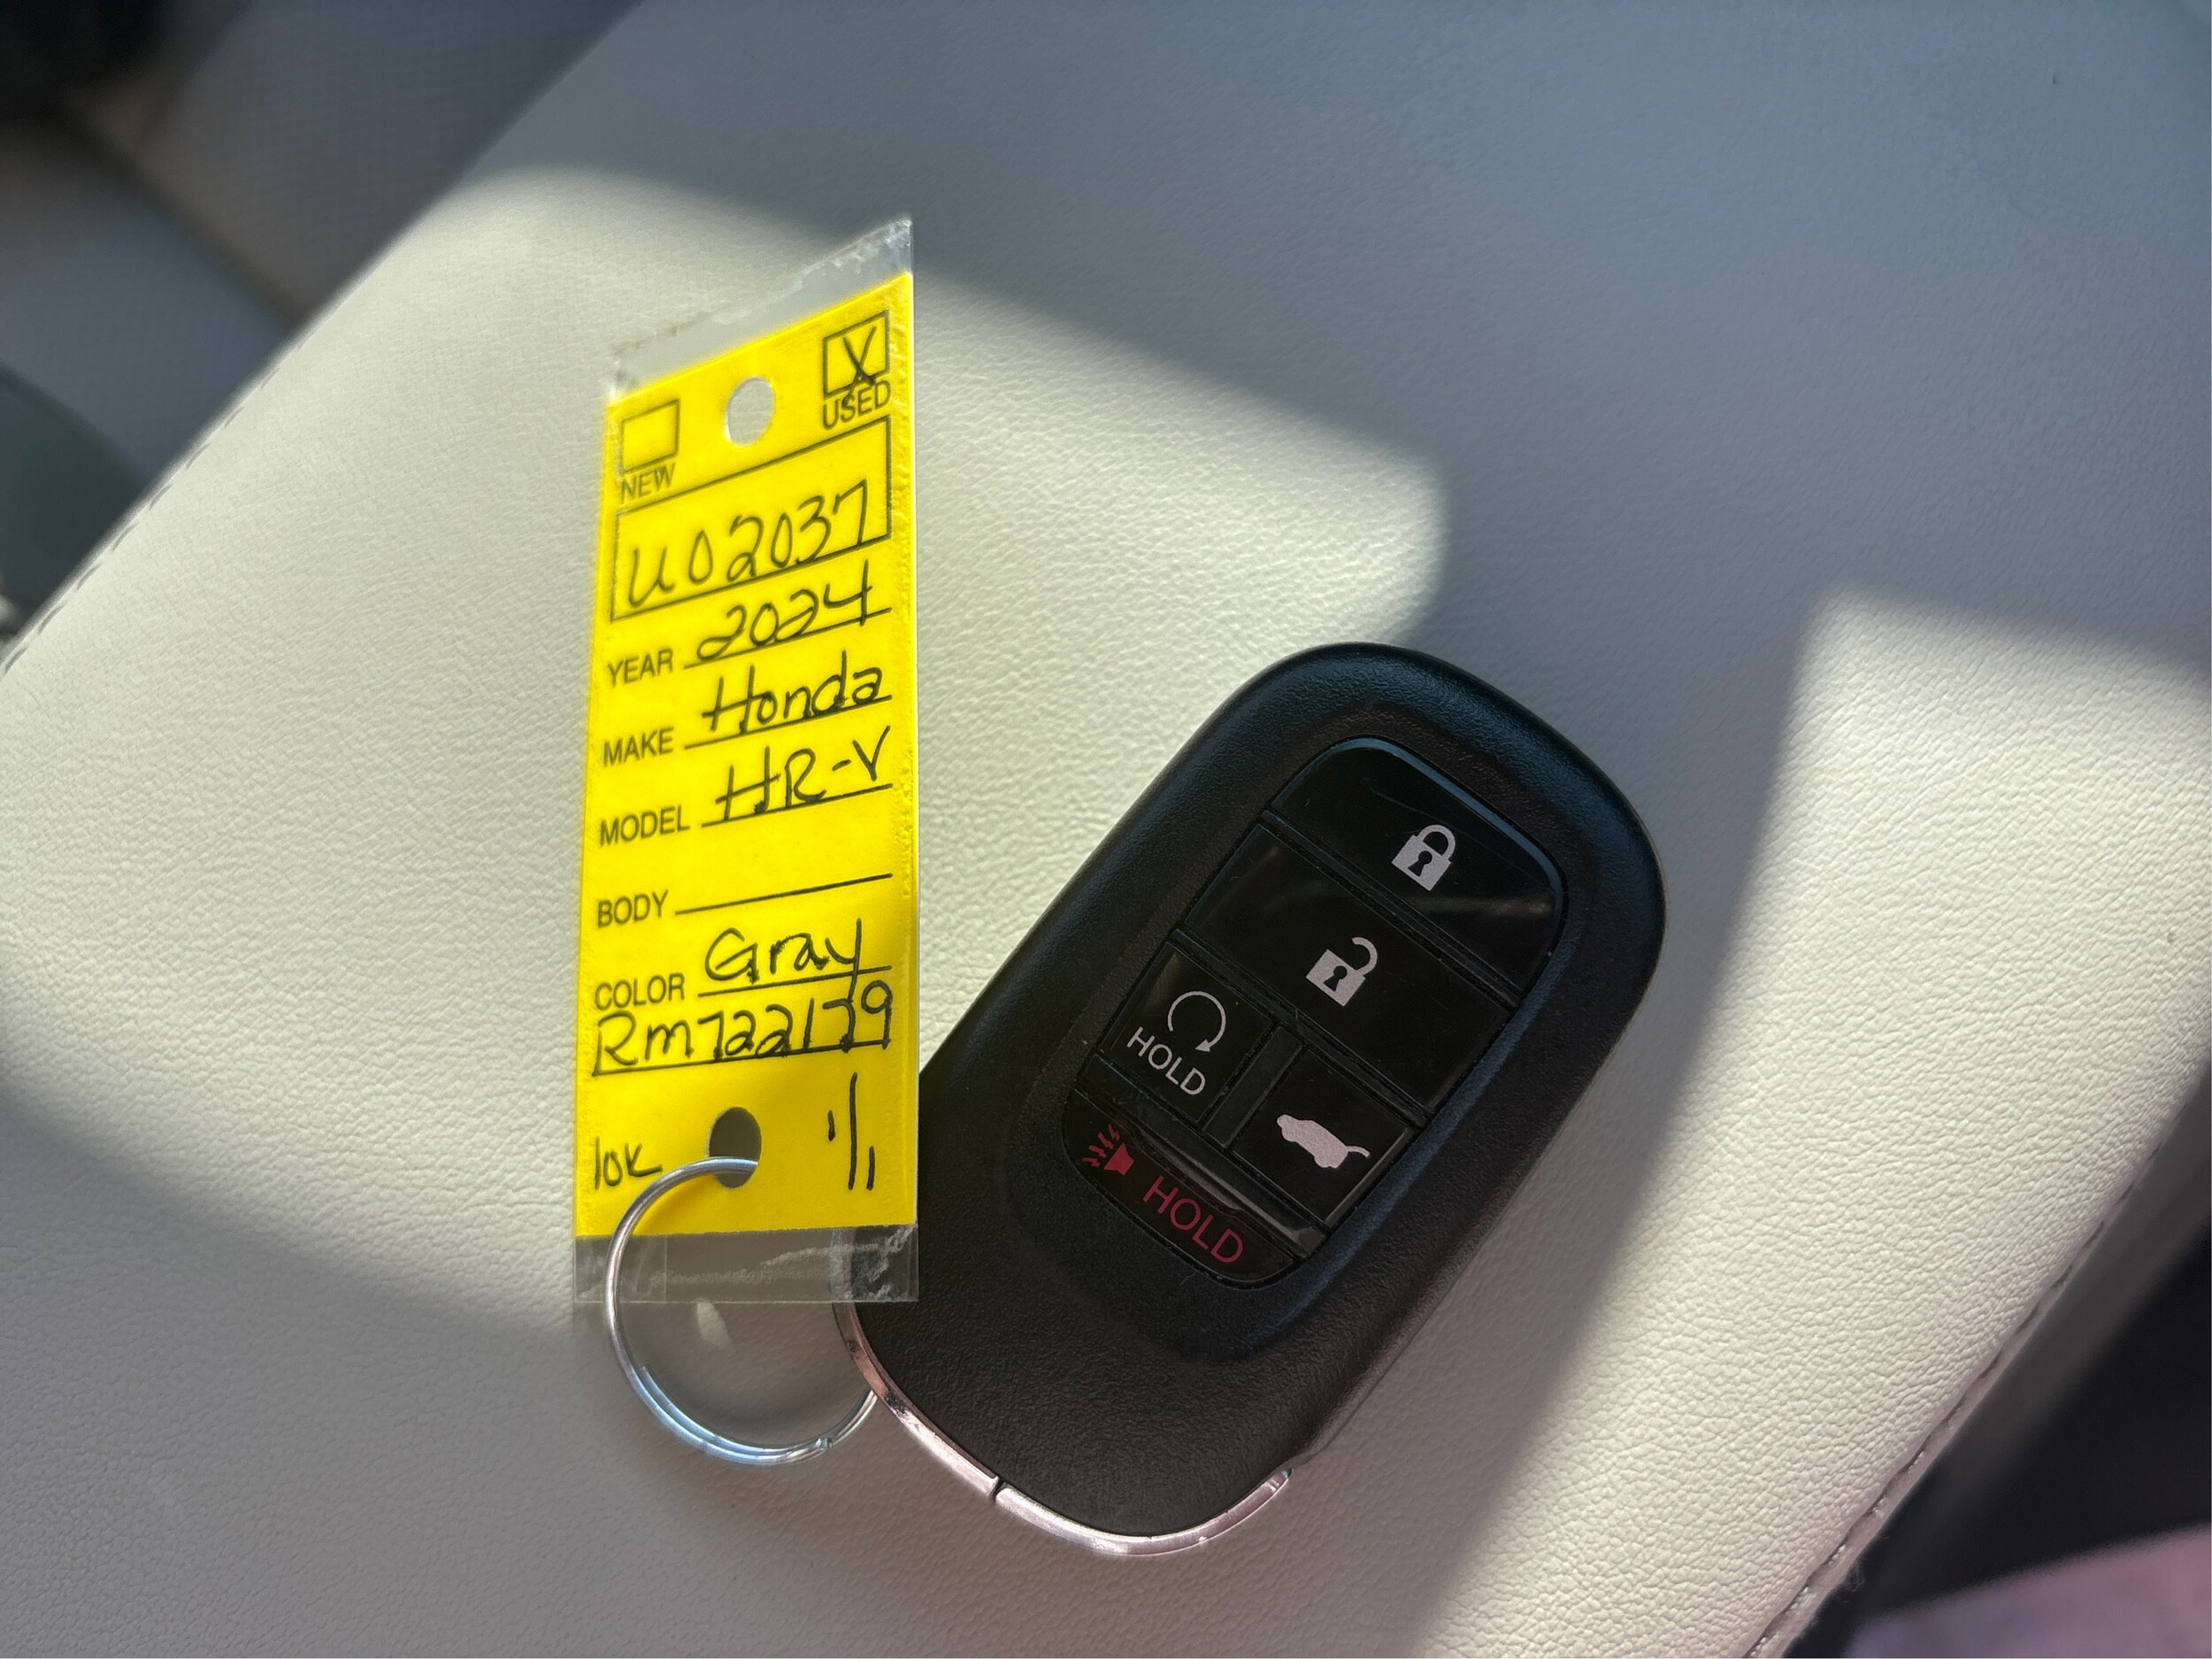 NEW
X
USED
U02037
YEAR 2024
MAKE Honda
MODEL HR-V
BODY
COLOR Gray
RM722179
10K
1/1
HOLD
HOLD